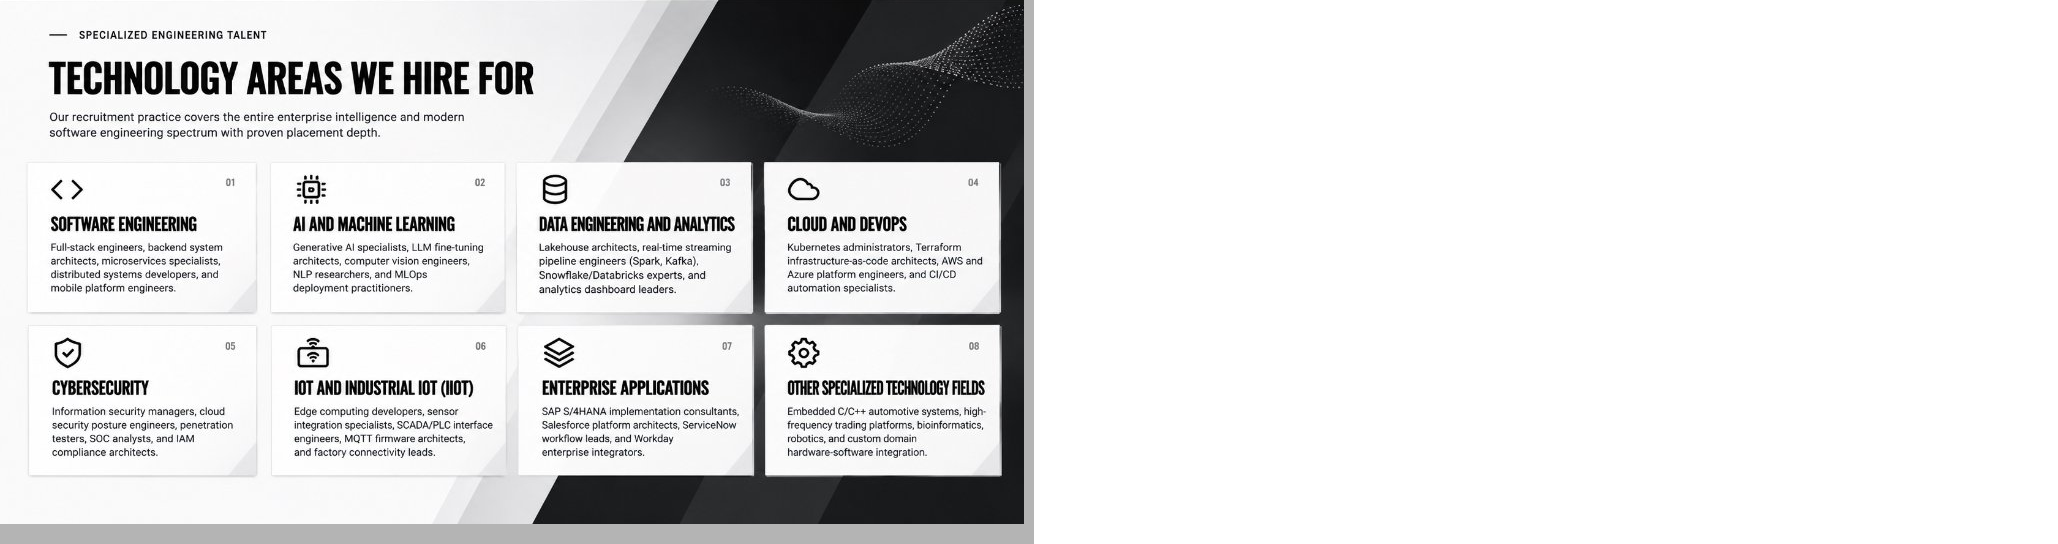 SPECIALIZED ENGINEERING TALENT
TECHNOLOGY AREAS WE HIRE FOR
Our recruitment practice covers the entire enterprise intelligence and modern
software engineering spectrum with proven placement depth.
01
SOFTWARE ENGINEERING
Full-stack engineers, backend system
architects, microservices specialists,
distributed systems developers, and
mobile platform engineers.
02
AI AND MACHINE LEARNING
Generative AI specialists, LLM fine-tuning
architects, computer vision engineers,
NLP researchers, and MLOps
deployment practitioners.
03
DATA ENGINEERING AND ANALYTICS
Lakehouse architects, real-time streaming
pipeline engineers (Spark, Kafka),
Snowflake/Databricks experts, and
analytics dashboard leaders.
04
CLOUD AND DEVOPS
Kubernetes administrators, Terraform
infrastructure-as-code architects, AWS and
Azure platform engineers, and CI/CD
automation specialists.
05
CYBERSECURITY
Information security managers, cloud
security posture engineers, penetration
testers, SOC analysts, and IAM
compliance architects.
06
IOT AND INDUSTRIAL IOT (IIOT)
Edge computing developers, sensor
integration specialists, SCADA/PLC interface
engineers, MQTT firmware architects,
and factory connectivity leads.
07
ENTERPRISE APPLICATIONS
SAP S/4HANA implementation consultants,
Salesforce platform architects, ServiceNow
workflow leads, and Workday
enterprise integrators.
08
OTHER SPECIALIZED TECHNOLOGY FIELDS
Embedded C/C++ automotive systems, high-
frequency trading platforms, bioinformatics,
robotics, and custom domain
hardware-software integration.